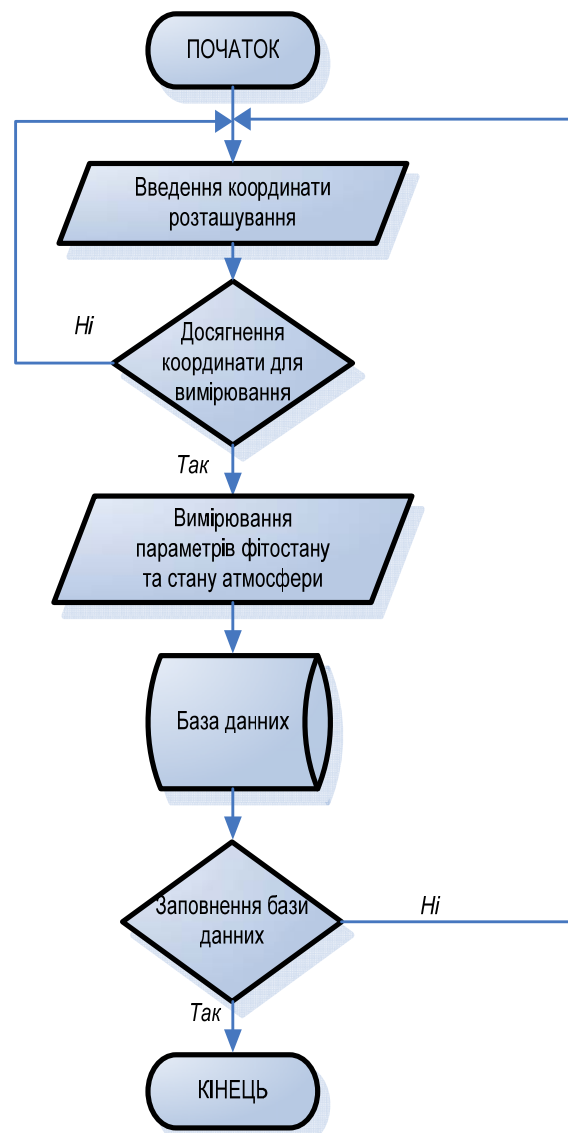 ПОЧАТОК
Введення координати
розташування
Ні
Досягнення
координати для
вимірювання
Так
Вимірювання
параметрів фітостану
та стану атмосфери
База данних
Заповнення бази
данних
Ні
Так
КІНЕЦЬ